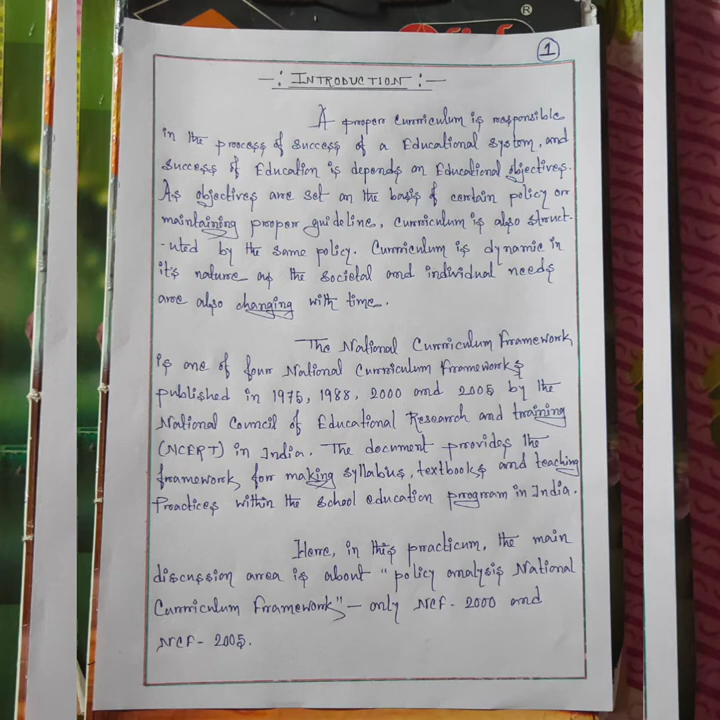 1
—: INTRODUCTION :—
A proper curriculum is responsible
in the process of success of a Educational system, and
success of Education is depends on Educational objectives.
As objectives are set on the basis of certain policy or
maintaining proper guideline, curriculum is also struct-
-uted by the same policy. Curriculum is dynamic in
it's nature as the societal and individual needs
are also changing with time.
The National Curriculum Framework
is one of four National Curriculum Frameworks
published in 1975, 1988, 2000 and 2005 by the
National Council of Educational Research and training
(NCERT) in India. The document provides the
framework for making syllabus, textbooks and teaching
Practices within the school education program in India.
Here, in this practicum, the main
discussion area is about "policy analysis National
Curriculum Framework" – only NCF - 2000 and
NCF - 2005.